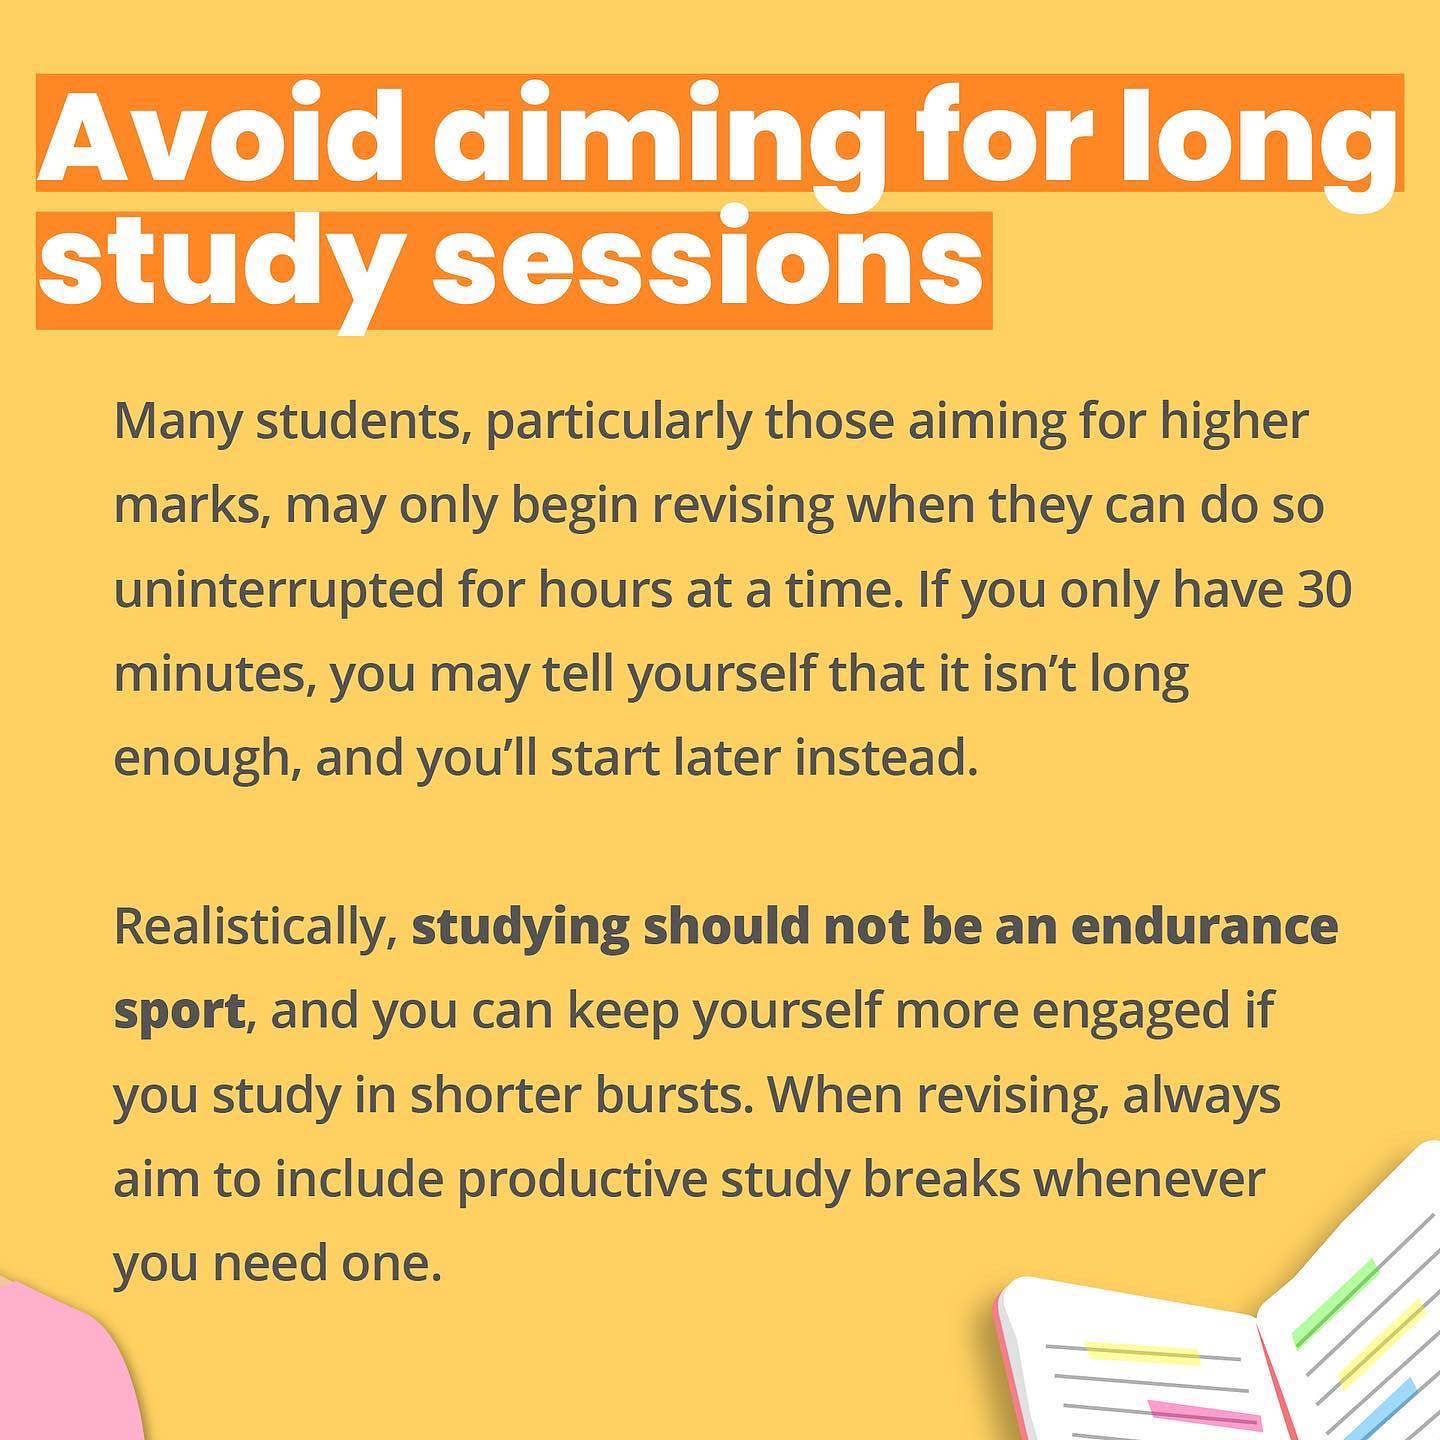 Avoid aiming for long
study sessions
Many students, particularly those aiming for higher
marks, may only begin revising when they can do so
uninterrupted for hours at a time. If you only have 30
minutes, you may tell yourself that it isn’t long
enough, and you’ll start later instead.
Realistically, studying should not be an endurance
sport, and you can keep yourself more engaged if
you study in shorter bursts. When revising, always
aim to include productive study breaks whenever
you need one.